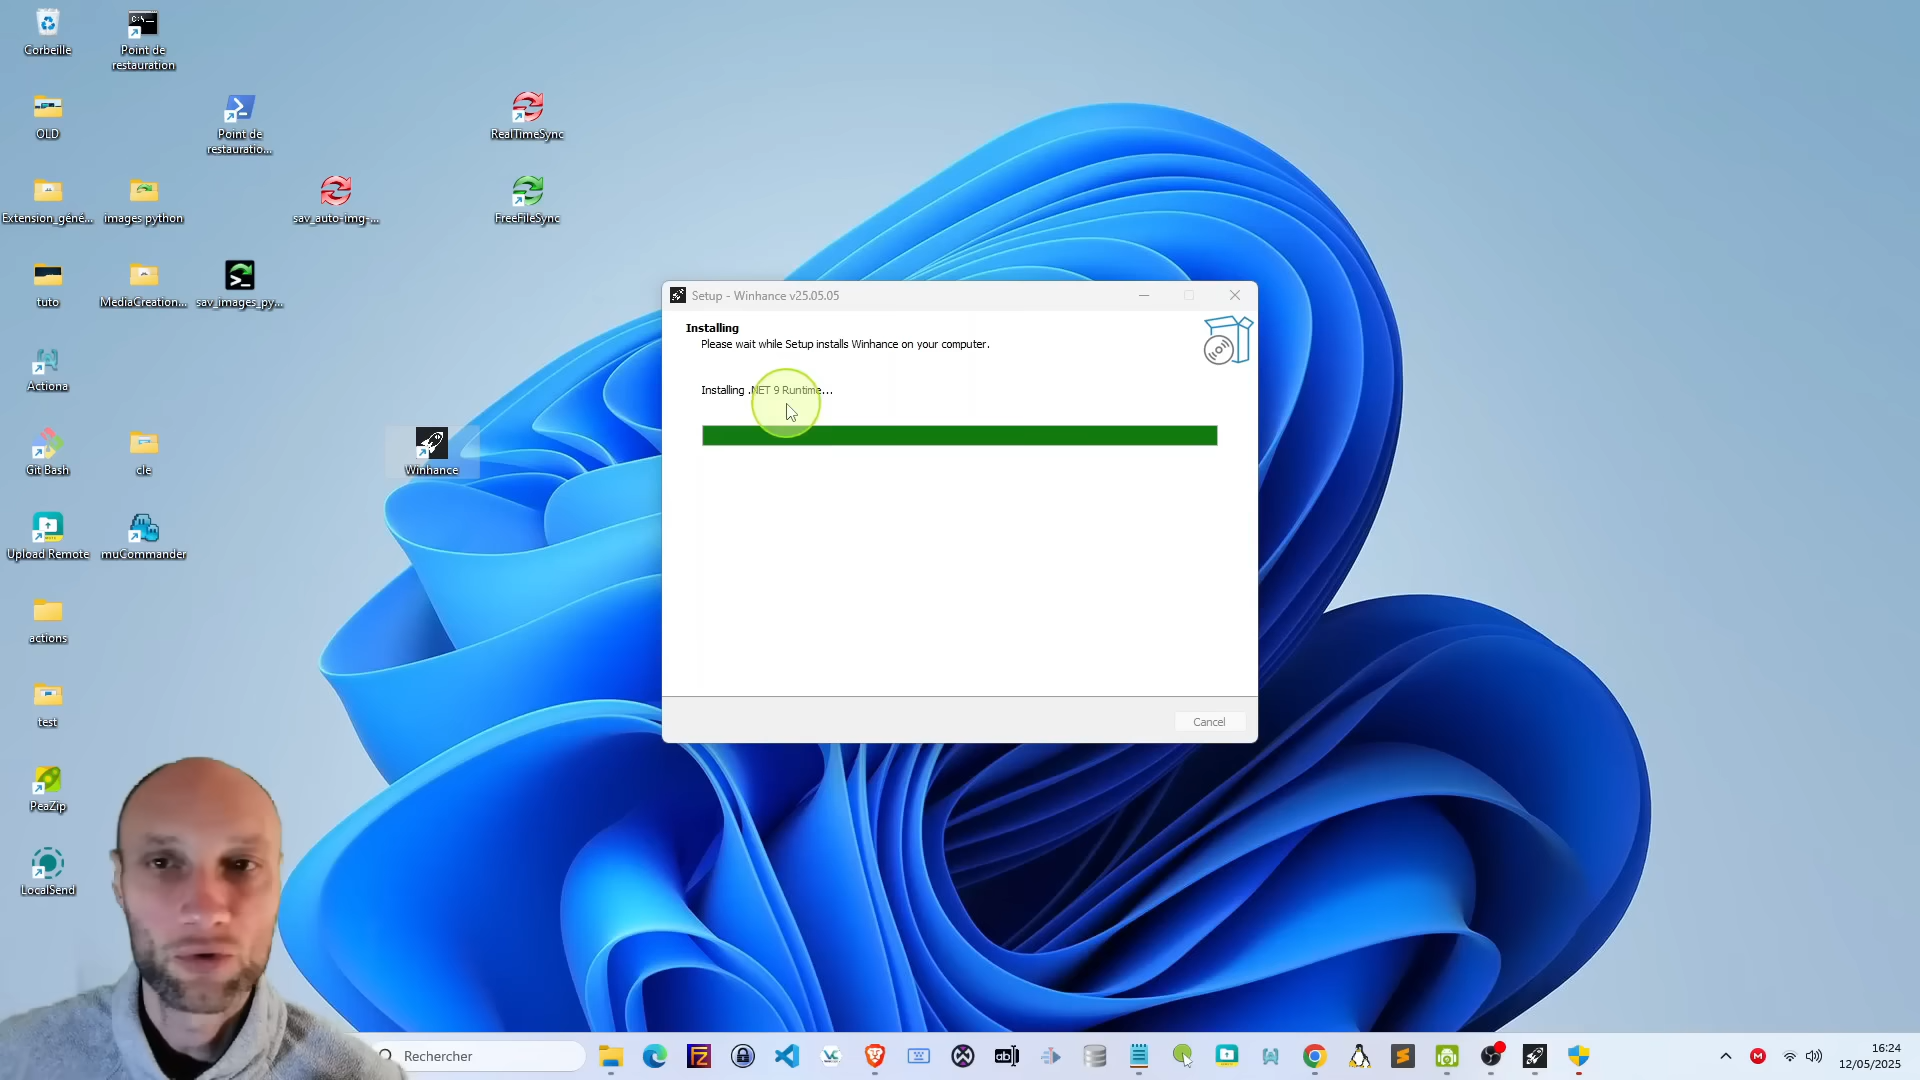 Corbeille
Point de
restauration
OLD
Point de
restauratio...
RealTimeSync
Extension_géné...
images python
sav_auto-img-...
FreeFileSync
tuto
MediaCreation...
sav_images_py...
Actiona
Git Bash
cle
Winhance
Upload Remote
muCommander
actions
test
PeaZip
LocalSend
Setup - Winhance v25.05.05
Installing
Please wait while Setup installs Winhance on your computer.
Installing .NET 9 Runtime...
Cancel
Rechercher
16:24
12/05/2025